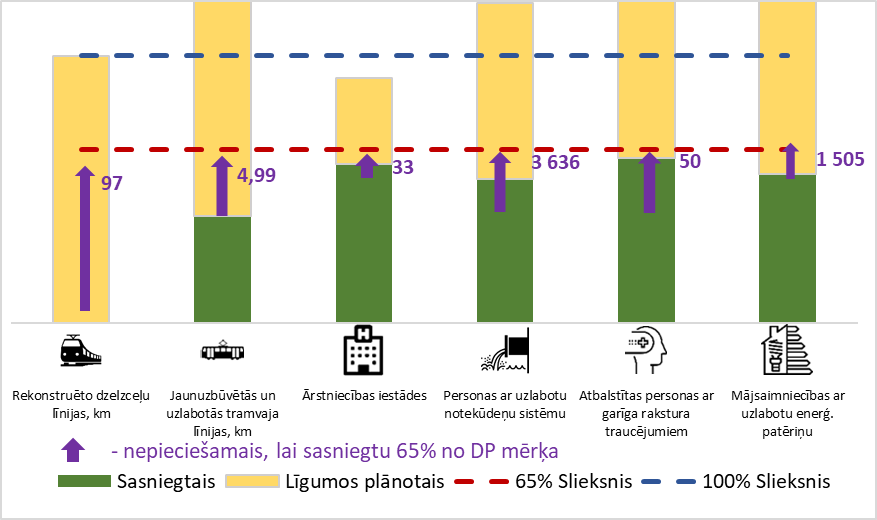 97
4,99
33
3 636
50
1 505
H
Rekonstruēto dzelzceļu
līnijas, km
Jaunuzbūvētās un
uzlabotās tramvaja
līnijas, km
Ārstniecības iestādes
Personas ar uzlabotu
notekūdeņu sistēmu
Atbalstītas personas ar
garīga rakstura
traucējumiem
Mājsaimniecības ar
uzlabotu enerģ.
patēriņu
- nepieciešamais, lai sasniegtu 65% no DP mērķa
Sasniegtais
Līgumos plānotais
65% Slieksnis
100% Slieksnis